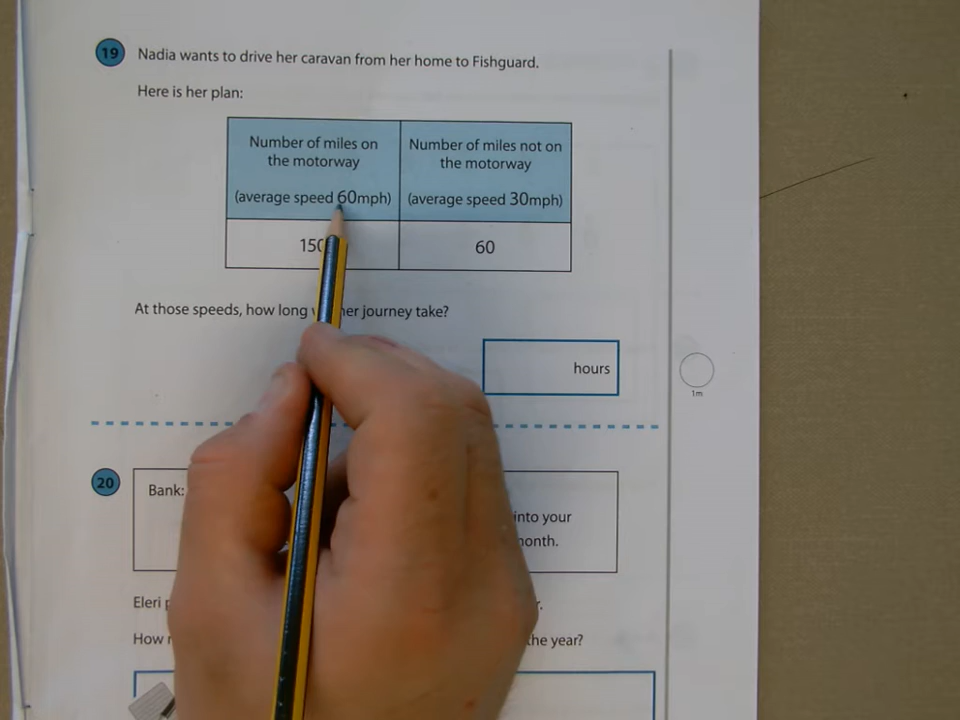 19 Nadia wants to drive her caravan from her home to Fishguard.
Here is her plan:
Number of miles on
the motorway
(average speed 60mph)
Number of miles not on
the motorway
(average speed 30mph)
150
60
At those speeds, how long her journey take?
hours
1m
20
Bank:
into your
month.
Eleri
How the year?